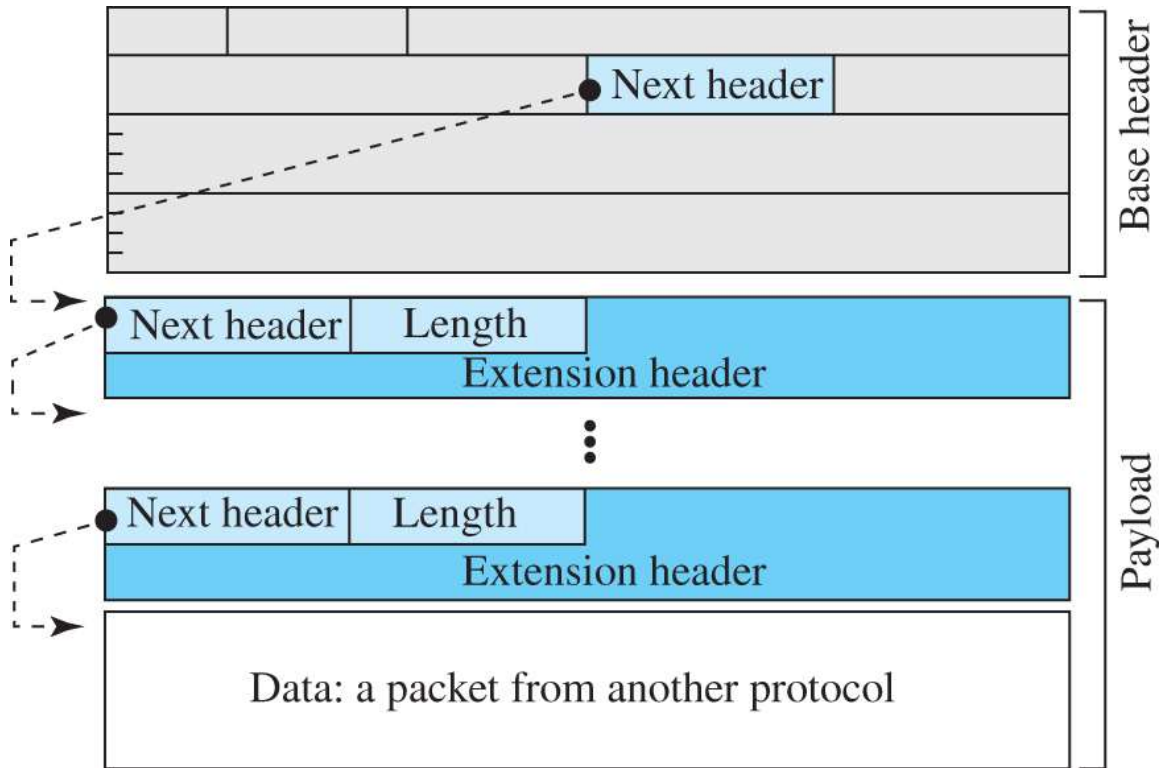 Next header
Base header
Next header
Length
Extension header
Next header
Length
Extension header
Payload
Data: a packet from another protocol